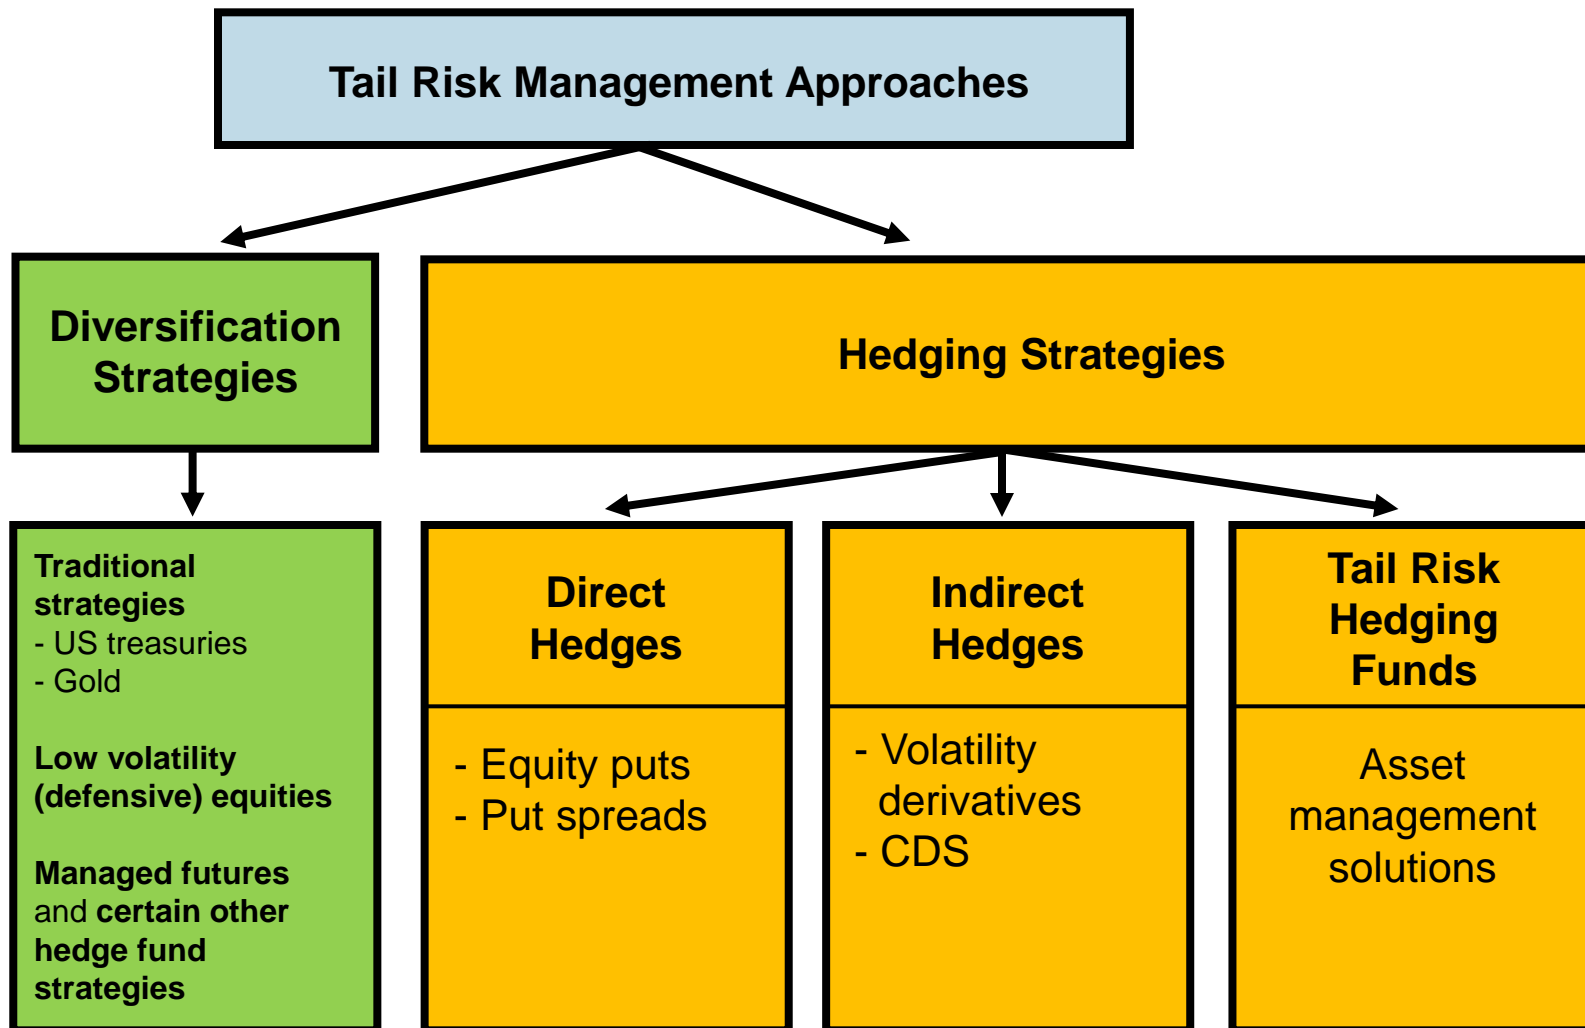 Tail Risk Management Approaches
Diversification
Strategies
Hedging Strategies
Traditional
strategies
- US treasuries
- Gold
Low volatility
(defensive) equities
Managed futures
and certain other
hedge fund
strategies
Direct
Hedges
- Equity puts
- Put spreads
Indirect
Hedges
- Volatility
derivatives
- CDS
Tail Risk
Hedging
Funds
Asset
management
solutions